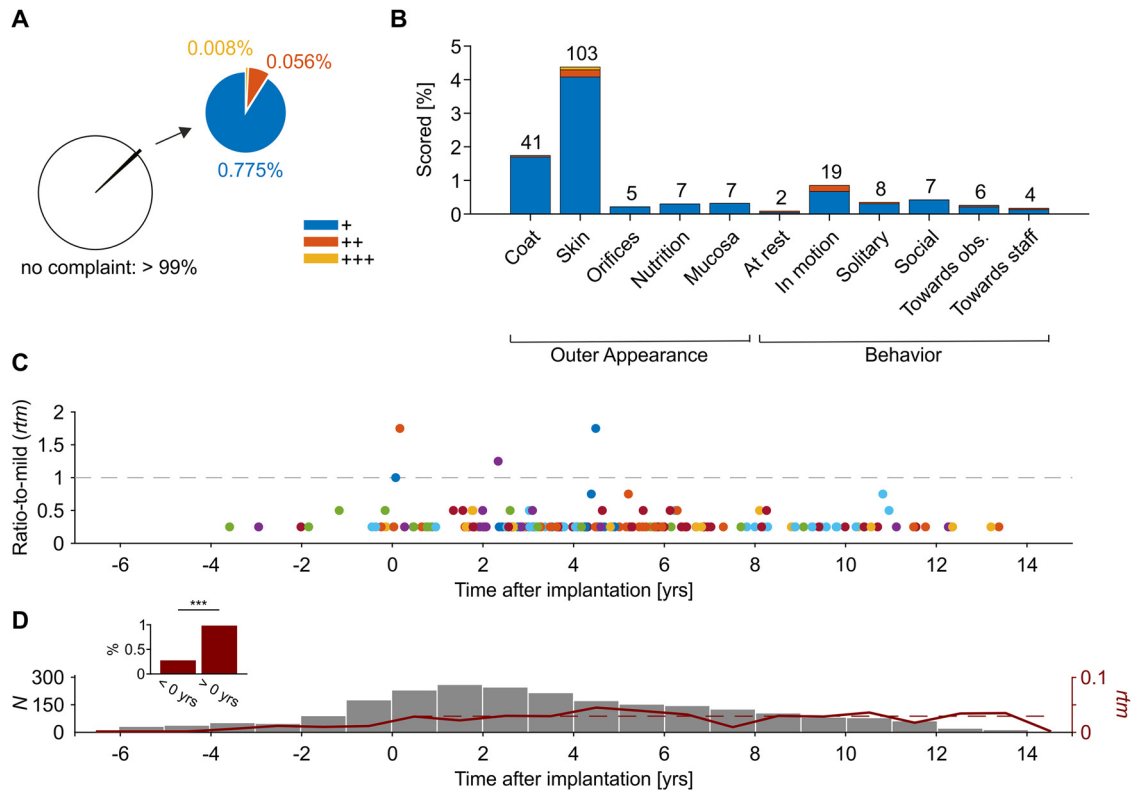 A
0.008%
0.056%
0.775%
no complaint: > 99%
+
++
+++
B
Scored [%]
5
4
3
2
1
0
41
103
5
7
7
2
19
8
7
6
4
Coat
Skin
Orifices
Nutrition
Mucosa
At rest
In motion
Solitary
Social
Towards obs.
Towards staff
Outer Appearance
Behavior
C
Ratio-to-mild (rtm)
2
1.5
1
0.5
0
-6 -4 -2 0 2 4 6 8 10 12 14
Time after implantation [yrs]
D
%
1
0.5
0
***
< 0 yrs
> 0 yrs
N
300
150
0
0.1
0
rtm
-6 -4 -2 0 2 4 6 8 10 12 14
Time after implantation [yrs]